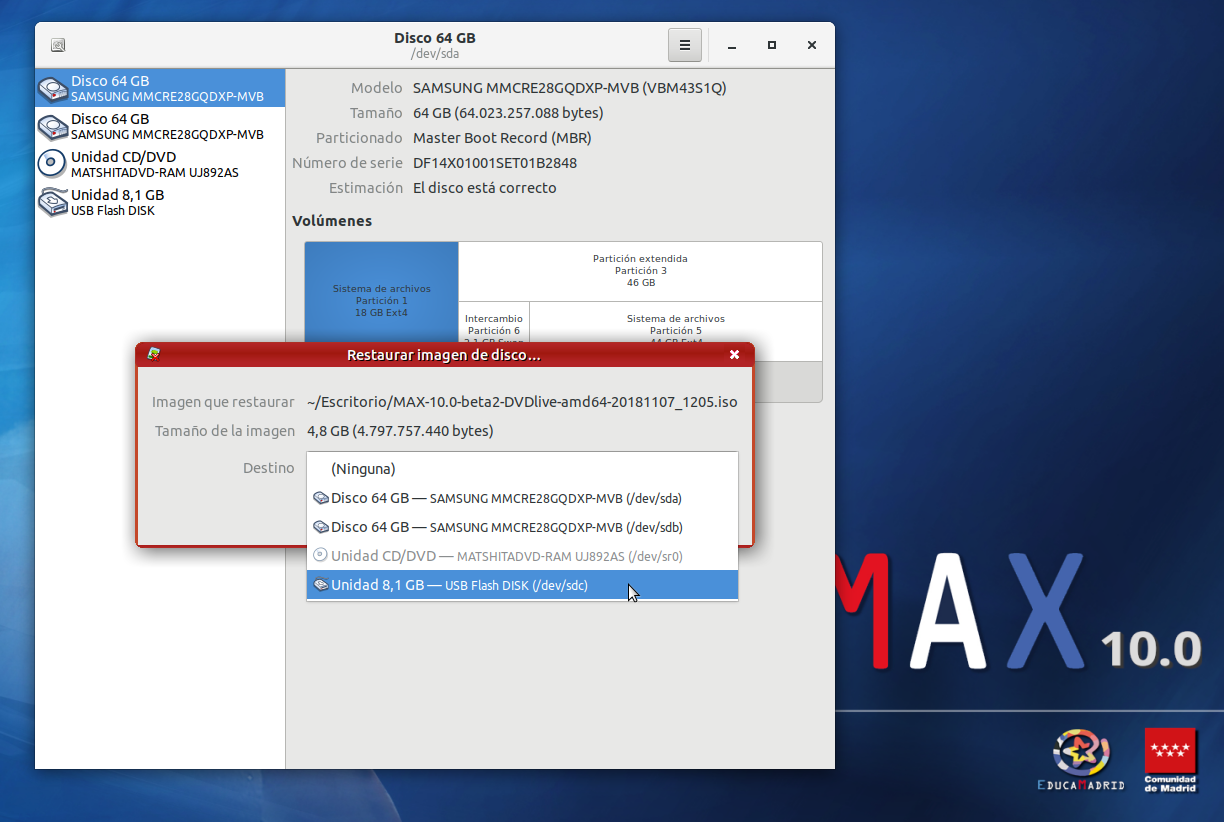 Disco 64 GB
/dev/sda
Disco 64 GB
SAMSUNG MMCRE28GQDXP-MVB
Disco 64 GB
SAMSUNG MMCRE28GQDXP-MVB
Unidad CD/DVD
MATSHITADVD-RAM UJ892AS
Unidad 8,1 GB
USB Flash DISK
Modelo SAMSUNG MMCRE28GQDXP-MVB (VBM43S1Q)
Tamaño 64 GB (64.023.257.088 bytes)
Particionado Master Boot Record (MBR)
Número de serie DF14X01001SET01B2848
Estimación El disco está correcto
Volúmenes
Sistema de archivos
Partición 1
18 GB Ext4
Partición extendida
Partición 3
46 GB
Intercambio
Partición 6
2,1 GB Swap
Sistema de archivos
Partición 5
44 GB Ext4
Restaurar imagen de disco...
Imagen que restaurar ~/Escritorio/MAX-10.0-beta2-DVDlive-amd64-20181107_1205.iso
Tamaño de la imagen 4,8 GB (4.797.757.440 bytes)
Destino
(Ninguna)
Disco 64 GB — SAMSUNG MMCRE28GQDXP-MVB (/dev/sda)
Disco 64 GB — SAMSUNG MMCRE28GQDXP-MVB (/dev/sdb)
Unidad CD/DVD — MATSHITADVD-RAM UJ892AS (/dev/sr0)
Unidad 8,1 GB — USB Flash DISK (/dev/sdc)
MAX 10.0
EDUCAMADRID
Comunidad
de Madrid